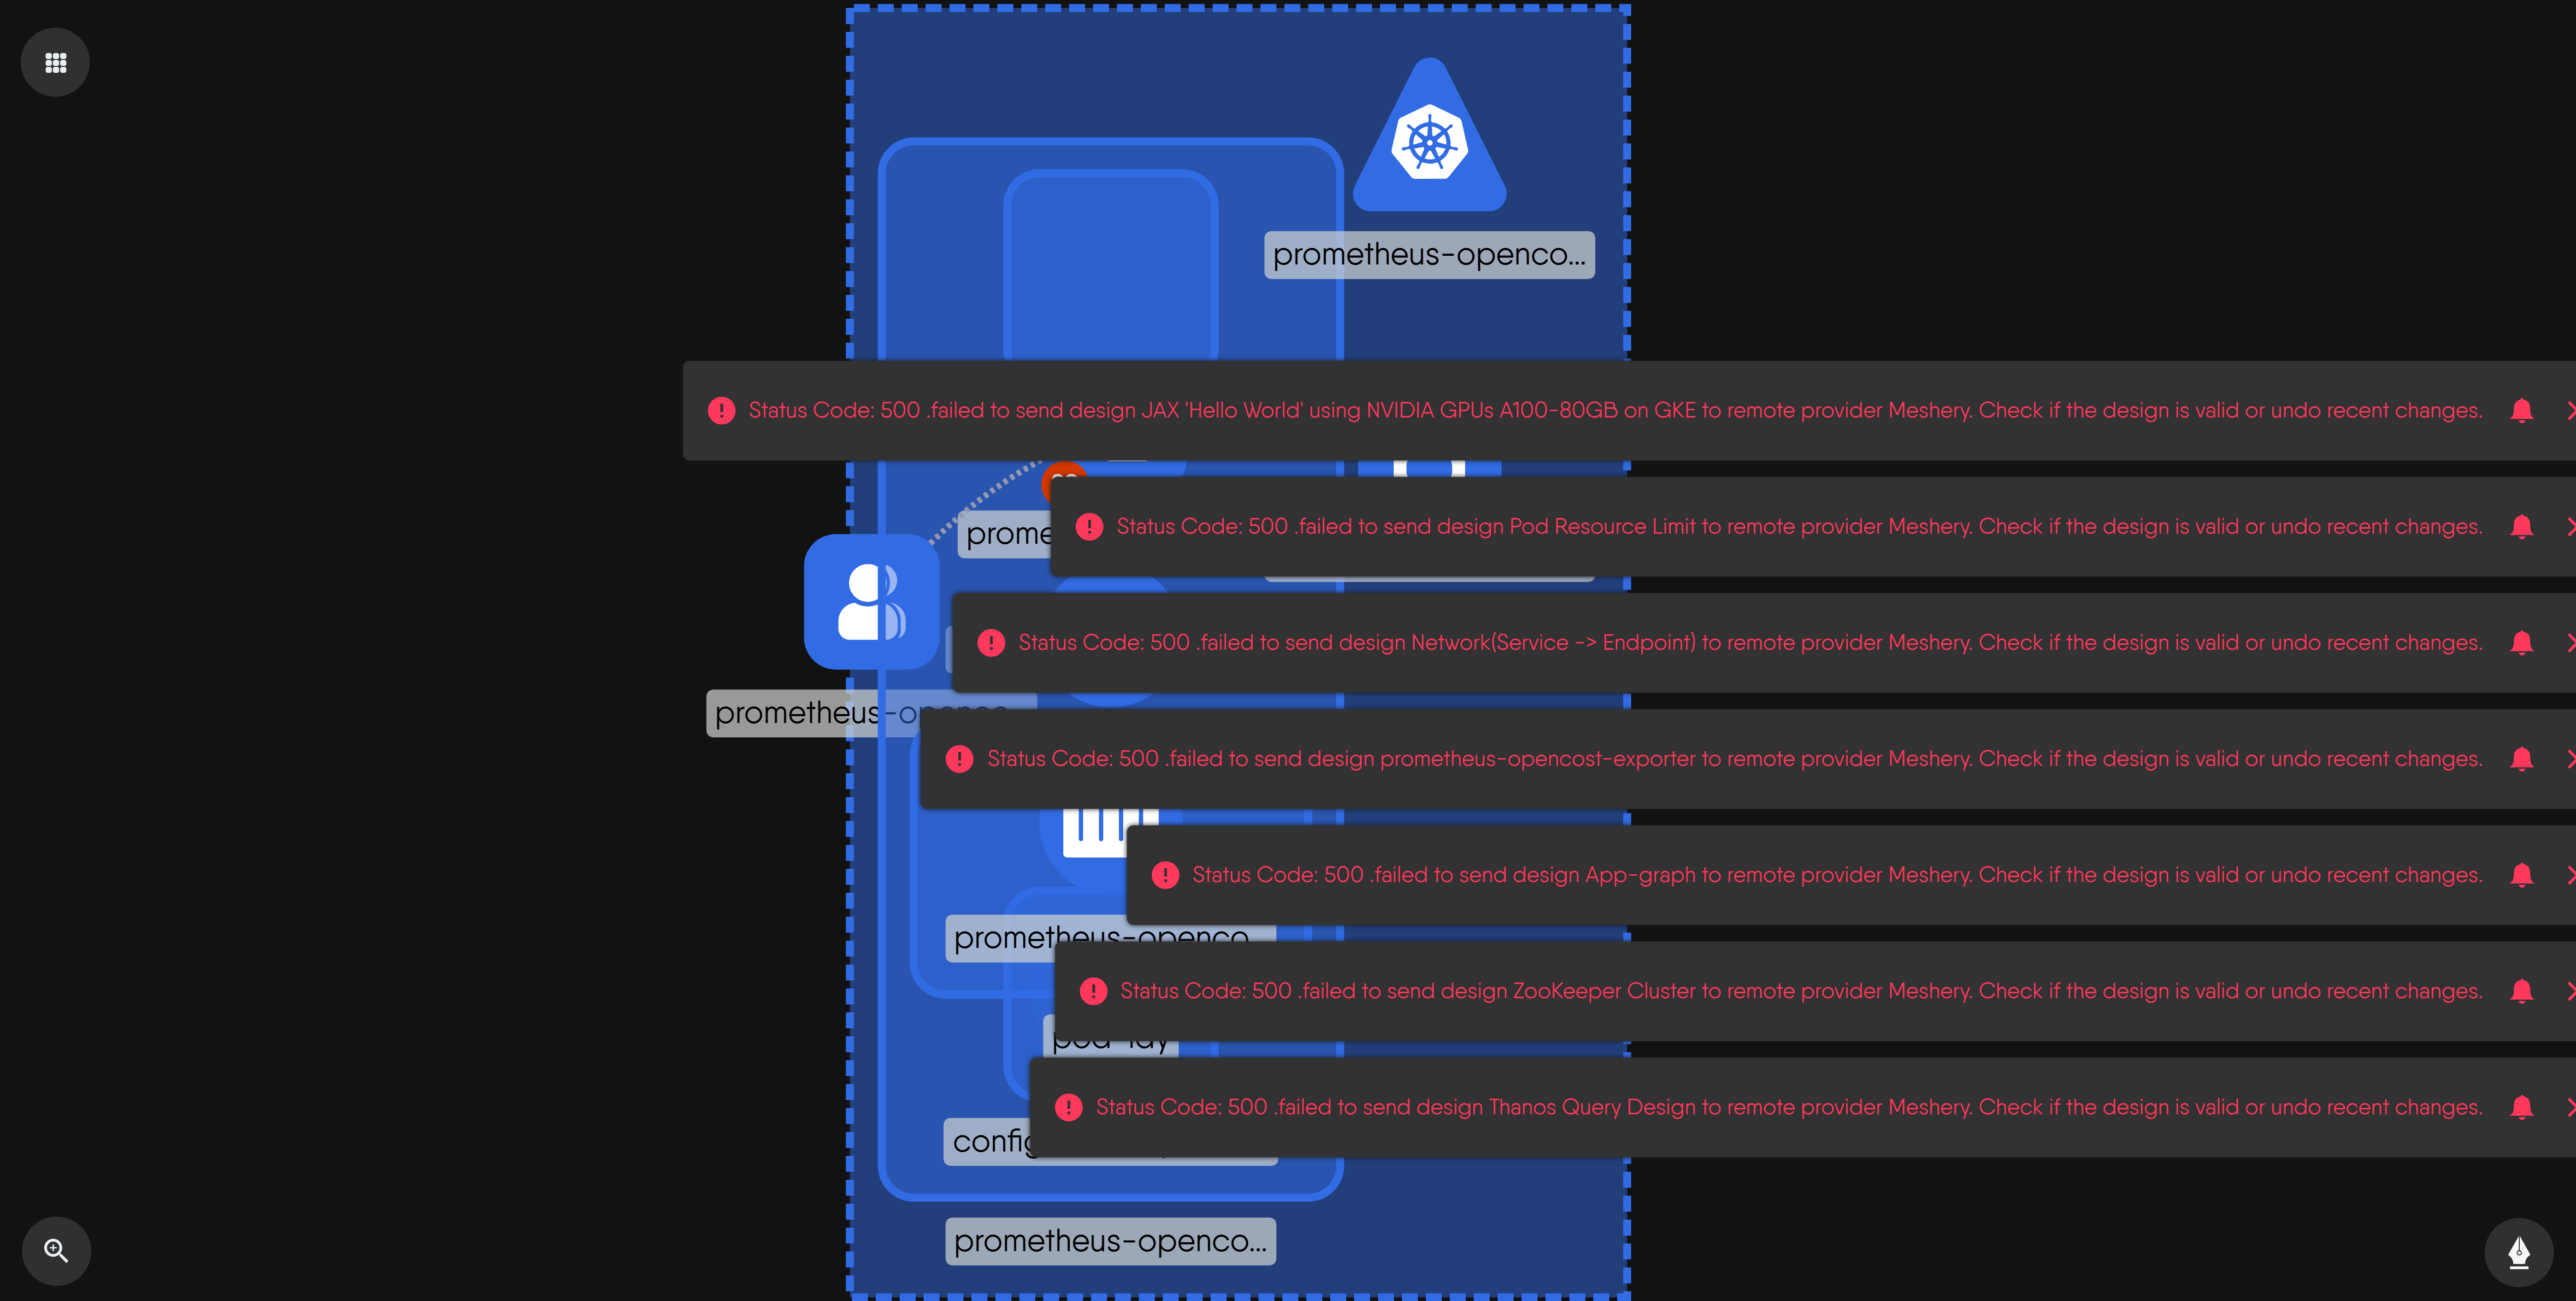 prometheus-openco...
Status Code: 500 .failed to send design JAX 'Hello World' using NVIDIA GPUs A100-80GB on GKE to remote provider Meshery. Check if the design is valid or undo recent changes.
prome
Status Code: 500 .failed to send design Pod Resource Limit to remote provider Meshery. Check if the design is valid or undo recent changes.
Status Code: 500 .failed to send design Network(Service -> Endpoint) to remote provider Meshery. Check if the design is valid or undo recent changes.
prometheus-openco
Status Code: 500 .failed to send design prometheus-opencost-exporter to remote provider Meshery. Check if the design is valid or undo recent changes.
Status Code: 500 .failed to send design App-graph to remote provider Meshery. Check if the design is valid or undo recent changes.
prometheus-openco
Status Code: 500 .failed to send design ZooKeeper Cluster to remote provider Meshery. Check if the design is valid or undo recent changes.
Status Code: 500 .failed to send design Thanos Query Design to remote provider Meshery. Check if the design is valid or undo recent changes.
config
prometheus-openco...